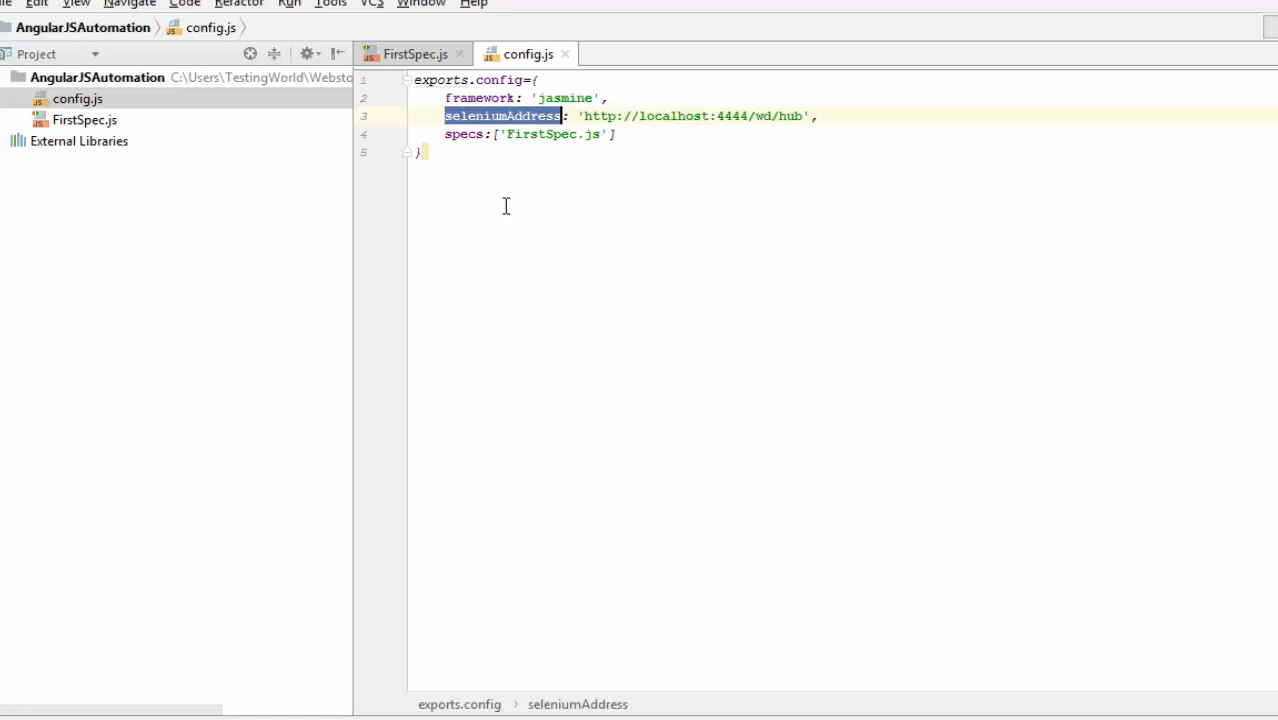 Edit View Navigate Code Refactor Run Tools VCS Window Help
AngularJSAutomation config.js
Project
FirstSpec.js config.js
AngularJSAutomation C:\Users\TestingWorld\Websto
config.js
FirstSpec.js
External Libraries
1 exports.config={
2 framework: 'jasmine',
3 seleniumAddress: 'http://localhost:4444/wd/hub',
4 specs:['FirstSpec.js']
5 }
exports.config seleniumAddress